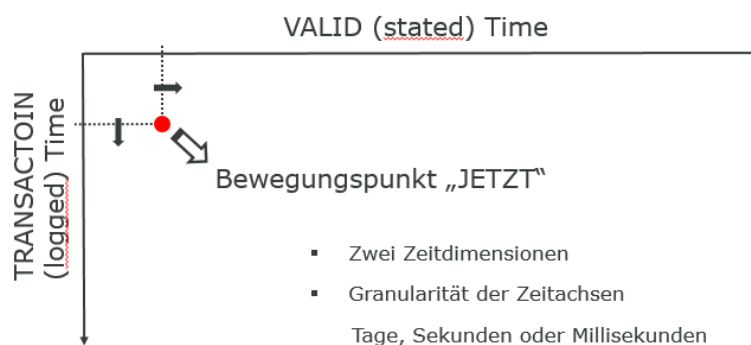 VALID (stated) Time
TRANSACTOIN
(logged) Time
Bewegungspunkt „JETZT“
▪ Zwei Zeitdimensionen
▪ Granularität der Zeitachsen
Tage, Sekunden oder Millisekunden